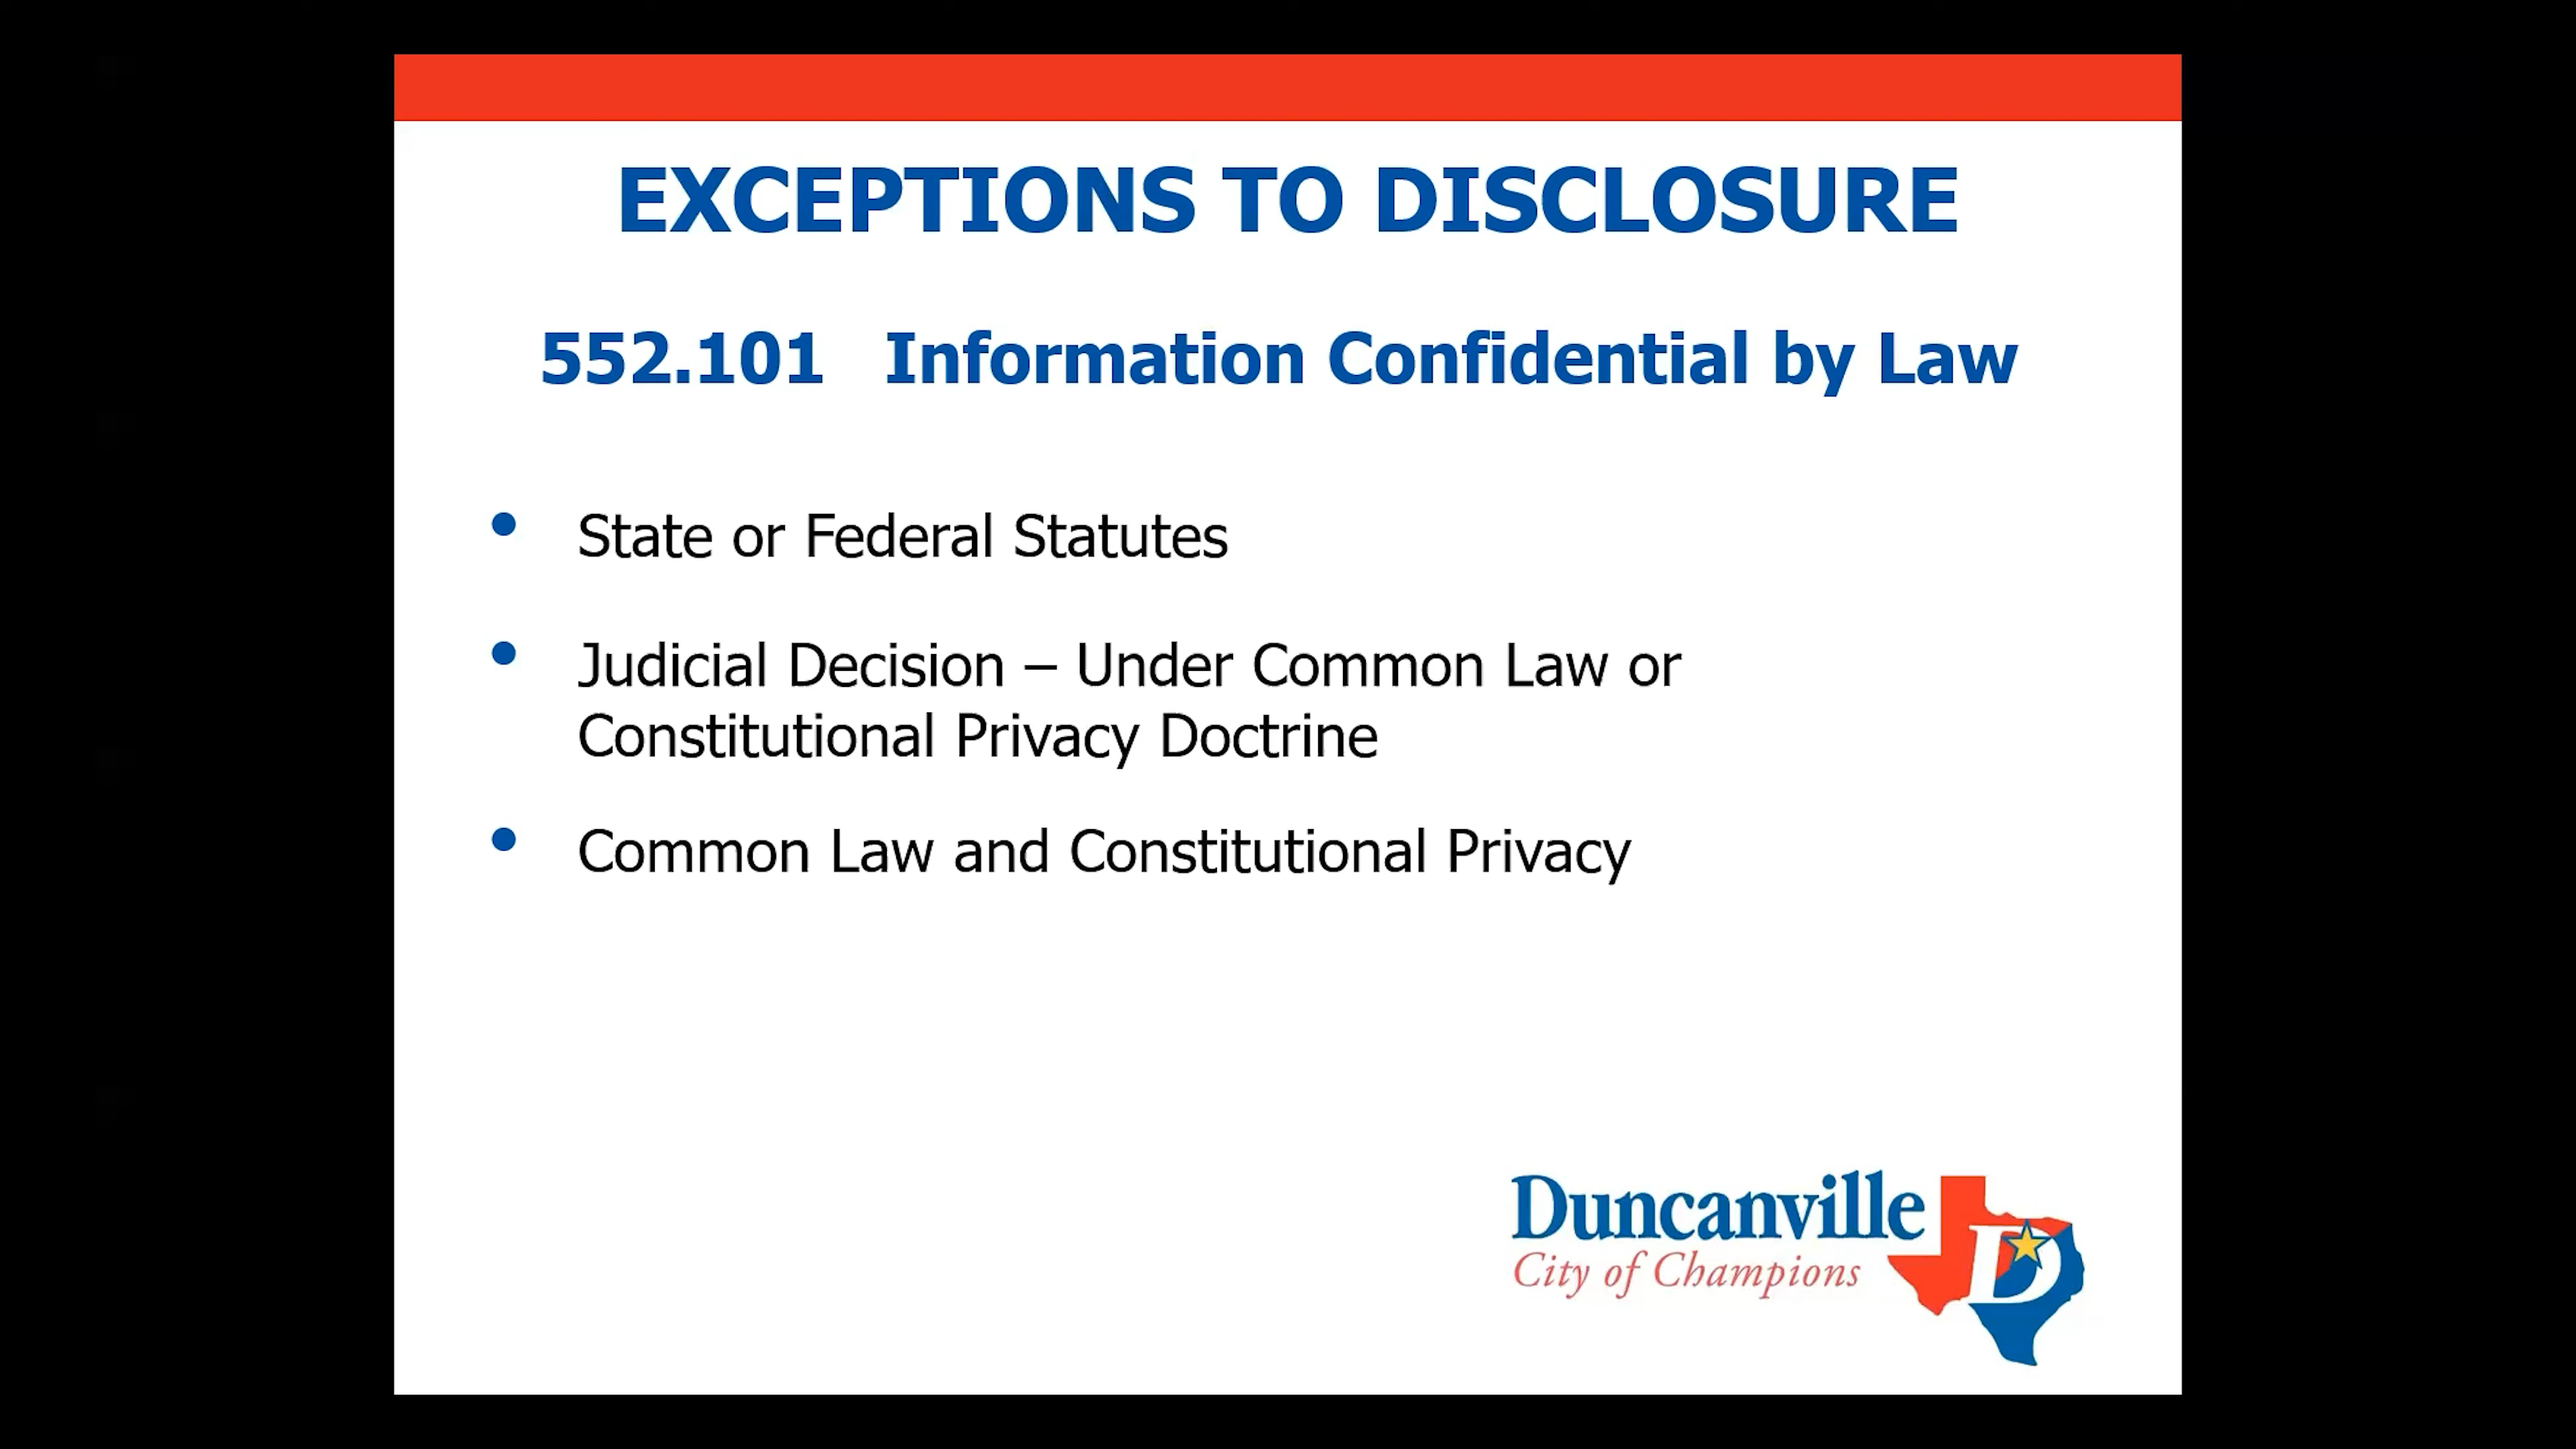 EXCEPTIONS TO DISCLOSURE
552.101 Information Confidential by Law
• State or Federal Statutes
• Judicial Decision – Under Common Law or
Constitutional Privacy Doctrine
• Common Law and Constitutional Privacy
Duncanville
City of Champions
D